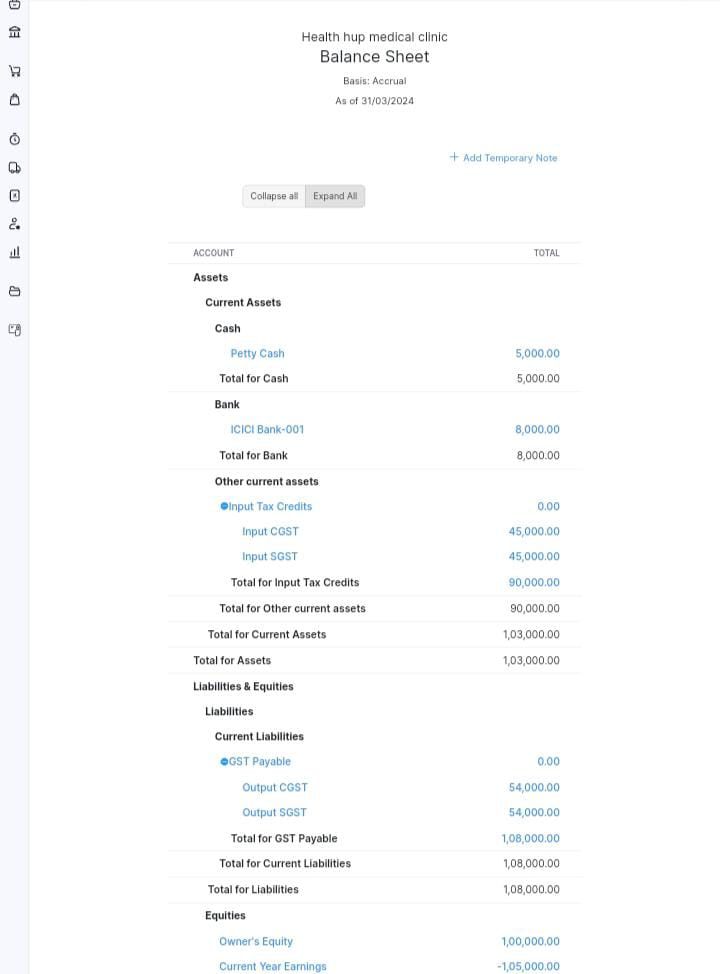 Health hup medical clinic
Balance Sheet
Basis: Accrual
As of 31/03/2024
+ Add Temporary Note
Collapse all Expand All
ACCOUNT TOTAL
Assets
Current Assets
Cash
Petty Cash 5,000.00
Total for Cash 5,000.00
Bank
ICICI Bank-001 8,000.00
Total for Bank 8,000.00
Other current assets
Input Tax Credits 0.00
Input CGST 45,000.00
Input SGST 45,000.00
Total for Input Tax Credits 90,000.00
Total for Other current assets 90,000.00
Total for Current Assets 1,03,000.00
Total for Assets 1,03,000.00
Liabilities & Equities
Liabilities
Current Liabilities
GST Payable 0.00
Output CGST 54,000.00
Output SGST 54,000.00
Total for GST Payable 1,08,000.00
Total for Current Liabilities 1,08,000.00
Total for Liabilities 1,08,000.00
Equities
Owner's Equity 1,00,000.00
Current Year Earnings -1,05,000.00